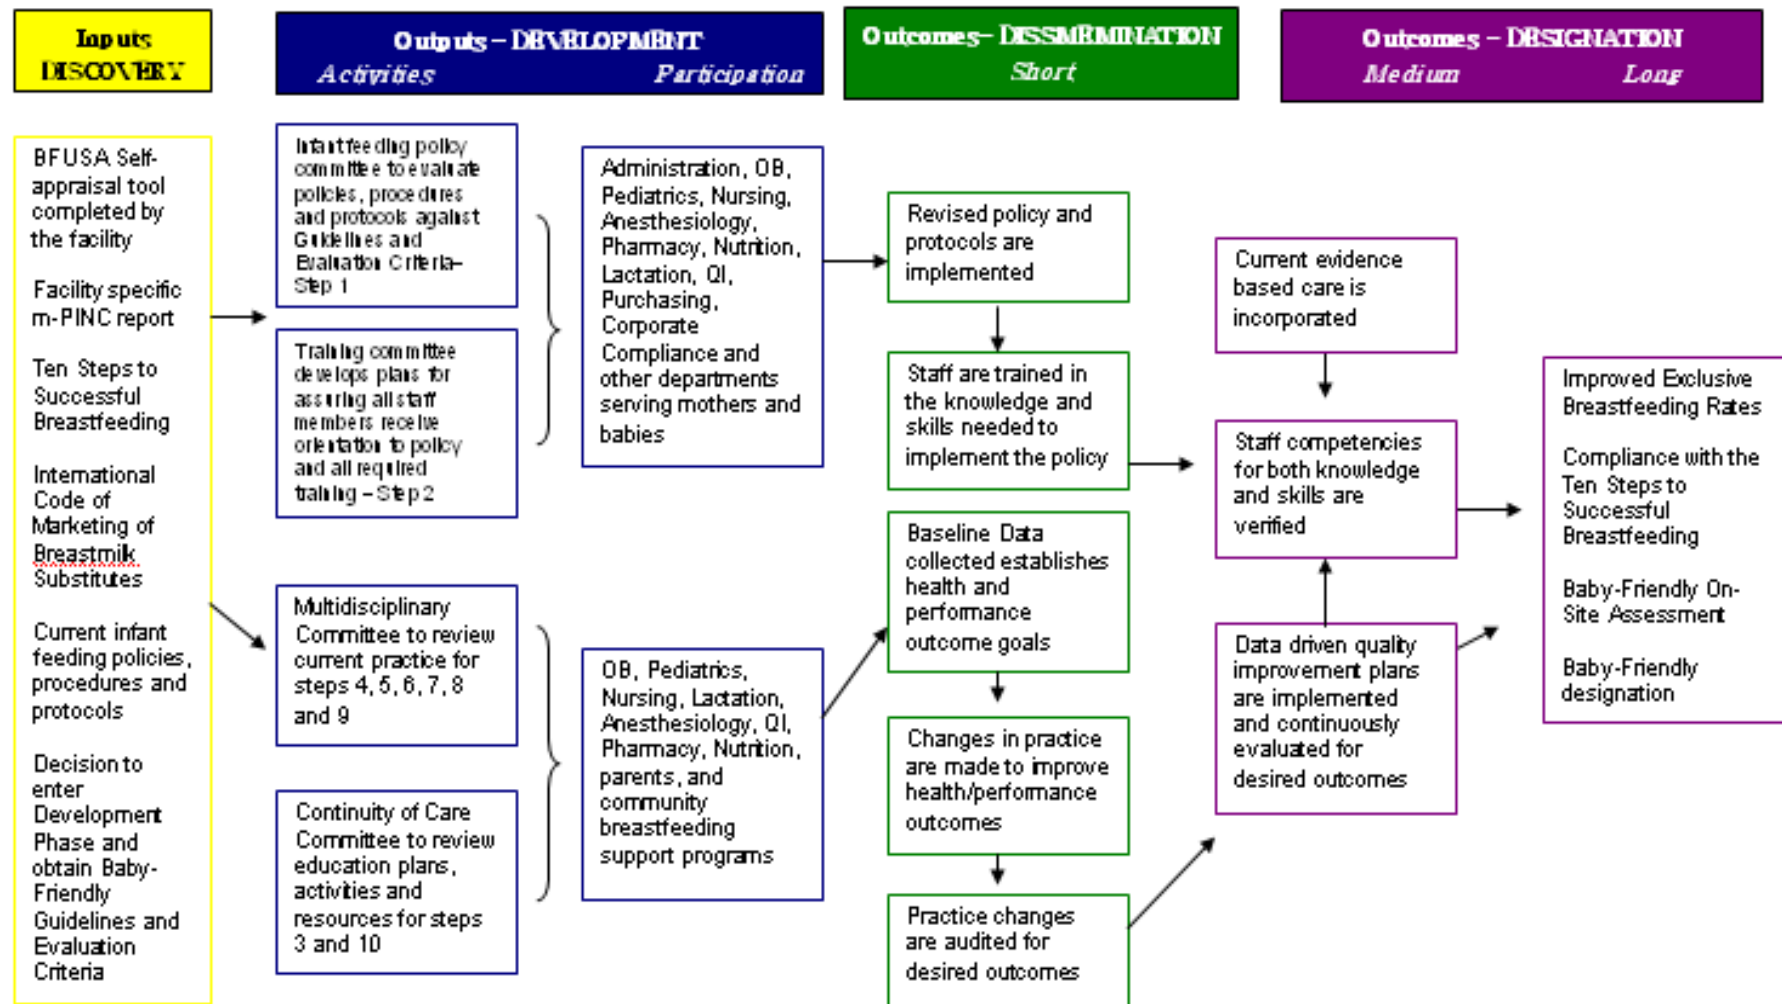 Inputs
DISCOVERY
Outputs – DEVELOPMENT
Activities Participation
Outcomes– DISSMEMINATION
Short
Outcomes – DESIGNATION
Medium Long
BFUSA Self-
appraisal tool
completed by
the facility
Facility specific
m-PINC report
Ten Steps to
Successful
Breastfeeding
International
Code of
Marketing of
Breastmilk
Substitutes
Current infant
feeding policies,
procedures and
protocols
Decision to
enter
Development
Phase and
obtain Baby-
Friendly
Guidelines and
Evaluation
Criteria
Infant feeding policy
committee to evaluate
policies, procedures
and protocols against
Guidelines and
Evaluation Criteria–
Step 1
Training committee
develops plans for
assuring all staff
members receive
orientation to policy
and all required
training – Step 2
Multidisciplinary
Committee to review
current practice for
steps 4, 5, 6, 7, 8
and 9
Continuity of Care
Committee to review
education plans,
activities and
resources for steps
3 and 10
Administration, OB,
Pediatrics, Nursing,
Anesthesiology,
Pharmacy, Nutrition,
Lactation, QI,
Purchasing,
Corporate
Compliance and
other departments
serving mothers and
babies
OB, Pediatrics,
Nursing, Lactation,
Anesthesiology, QI,
Pharmacy, Nutrition,
parents, and
community
breastfeeding
support programs
Revised policy and
protocols are
implemented
Staff are trained in
the knowledge and
skills needed to
implement the policy
Baseline Data
collected establishes
health and
performance
outcome goals
Changes in practice
are made to improve
health/performance
outcomes
Practice changes
are audited for
desired outcomes
Current evidence
based care is
incorporated
Staff competencies
for both knowledge
and skills are
verified
Data driven quality
improvement plans
are implemented
and continuously
evaluated for
desired outcomes
Improved Exclusive
Breastfeeding Rates
Compliance with the
Ten Steps to
Successful
Breastfeeding
Baby-Friendly On-
Site Assessment
Baby-Friendly
designation